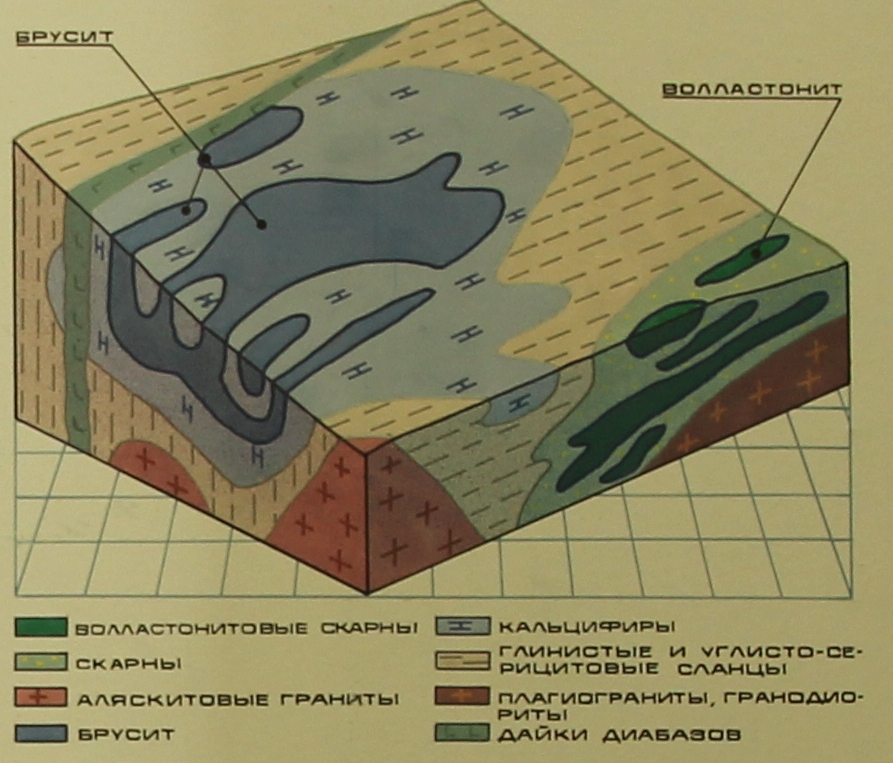 БРУСИТ
ВОЛЛАСТОНИТ
ВОЛЛАСТОНИТОВЫЕ СКАРНЫ
СКАРНЫ
АЛЯСКИТОВЫЕ ГРАНИТЫ
БРУСИТ
КАЛЬЦИФИРЫ
ГЛИНИСТЫЕ И УГЛИСТО-СЕ-
РИЦИТОВЫЕ СЛАНЦЫ
ПЛАГИОГРАНИТЫ, ГРАНОДИО-
РИТЫ
ДАЙКИ ДИАБАЗОВ